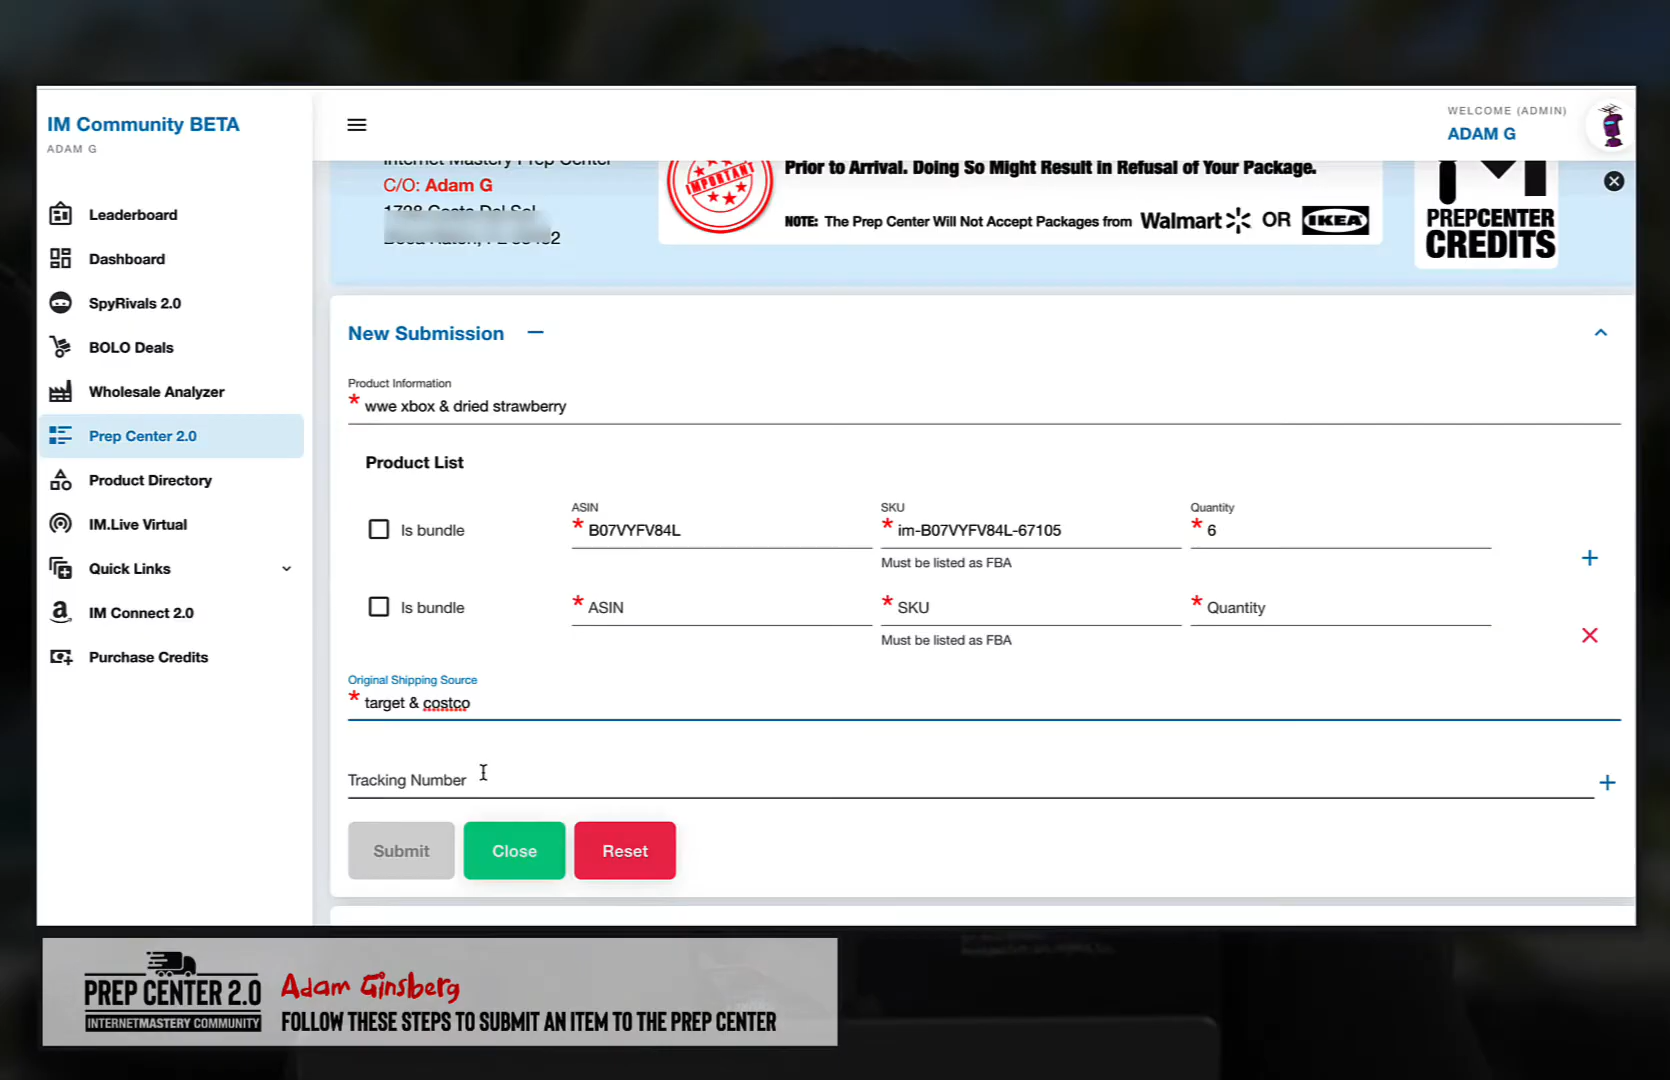 IM Community BETA
ADAM G
WELCOME (ADMIN)
ADAM G
Leaderboard
Dashboard
SpyRivals 2.0
BOLO Deals
Wholesale Analyzer
Prep Center 2.0
Product Directory
IM.Live Virtual
Quick Links
IM Connect 2.0
Purchase Credits
Internet Mastery Prep Center
C/O: Adam G
IMPORTANT
Prior to Arrival. Doing So Might Result in Refusal of Your Package.
NOTE: The Prep Center Will Not Accept Packages from Walmart OR IKEA
PREPCENTER
CREDITS
New Submission
Product Information
* wwe xbox & dried strawberry
Product List
ASIN SKU Quantity
Is bundle * B07VYFV84L * im-B07VYFV84L-67105 * 6
Must be listed as FBA
Is bundle * ASIN * SKU * Quantity
Must be listed as FBA
Original Shipping Source
* target & costco
Tracking Number
Submit Close Reset
PREP CENTER 2.0
INTERNETMASTERY COMMUNITY
Adam Ginsberg
FOLLOW THESE STEPS TO SUBMIT AN ITEM TO THE PREP CENTER